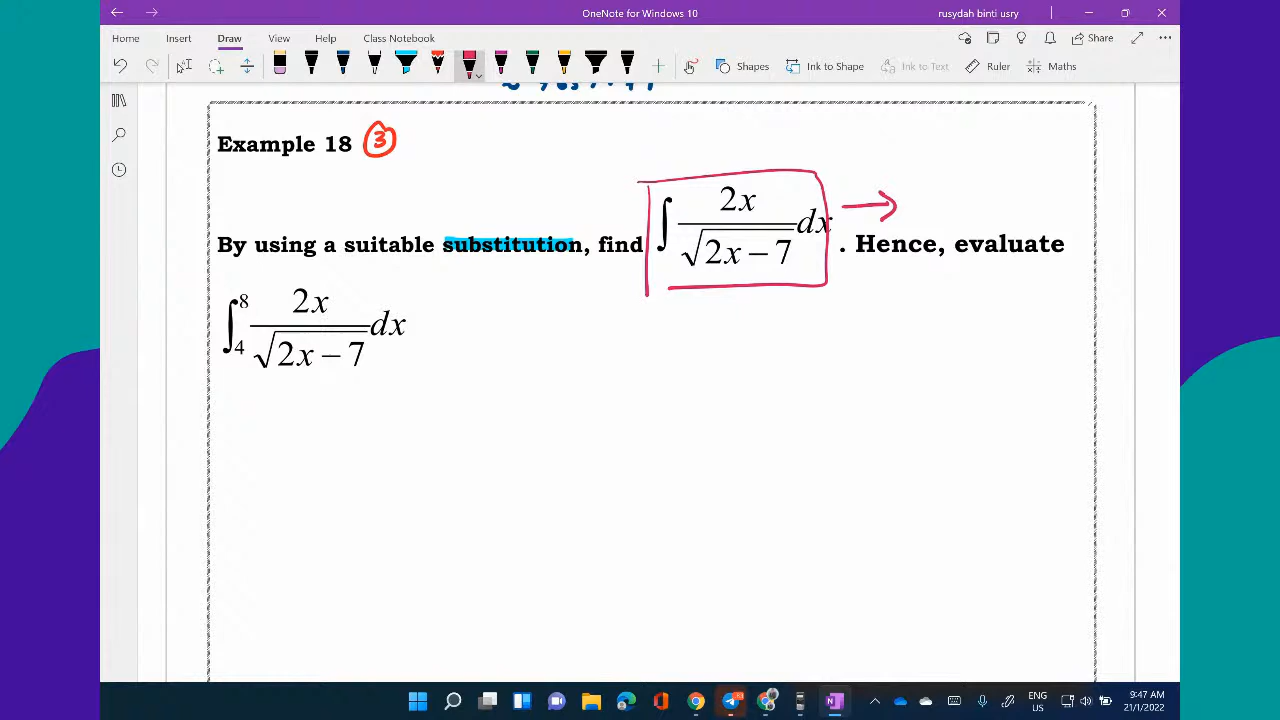 OneNote for Windows 10
rusydah binti usry
Home Insert Draw View Help Class Notebook
Share
Shapes Ink to Shape Ink to Text Ruler Maths
Example 18 3
By using a suitable substitution, find ∫ 2x / √(2x − 7) dx . Hence, evaluate
∫₄⁸ 2x / √(2x − 7) dx
ENG
US
9:47 AM
21/1/2022